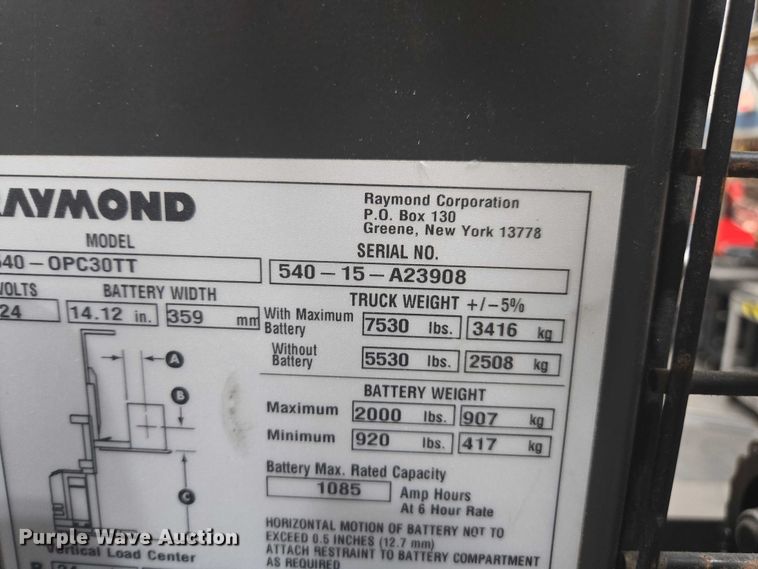 RAYMOND
Raymond Corporation
P.O. Box 130
Greene, New York 13778
MODEL
540-OPC30TT
SERIAL NO.
540-15-A23908
VOLTS
24
BATTERY WIDTH
14.12 in. 359 mm
TRUCK WEIGHT +/-5%
With Maximum Battery 7530 lbs. 3416 kg
Without Battery 5530 lbs. 2508 kg
BATTERY WEIGHT
Maximum 2000 lbs. 907 kg
Minimum 920 lbs. 417 kg
Battery Max. Rated Capacity
1085 Amp Hours
At 6 Hour Rate
HORIZONTAL MOTION OF BATTERY NOT TO
EXCEED 0.5 INCHES (12.7 mm)
ATTACH RESTRAINT TO BATTERY COMPARTMENT
AS REQUIRED
A
B
C
Vertical Load Center
Purple Wave Auction